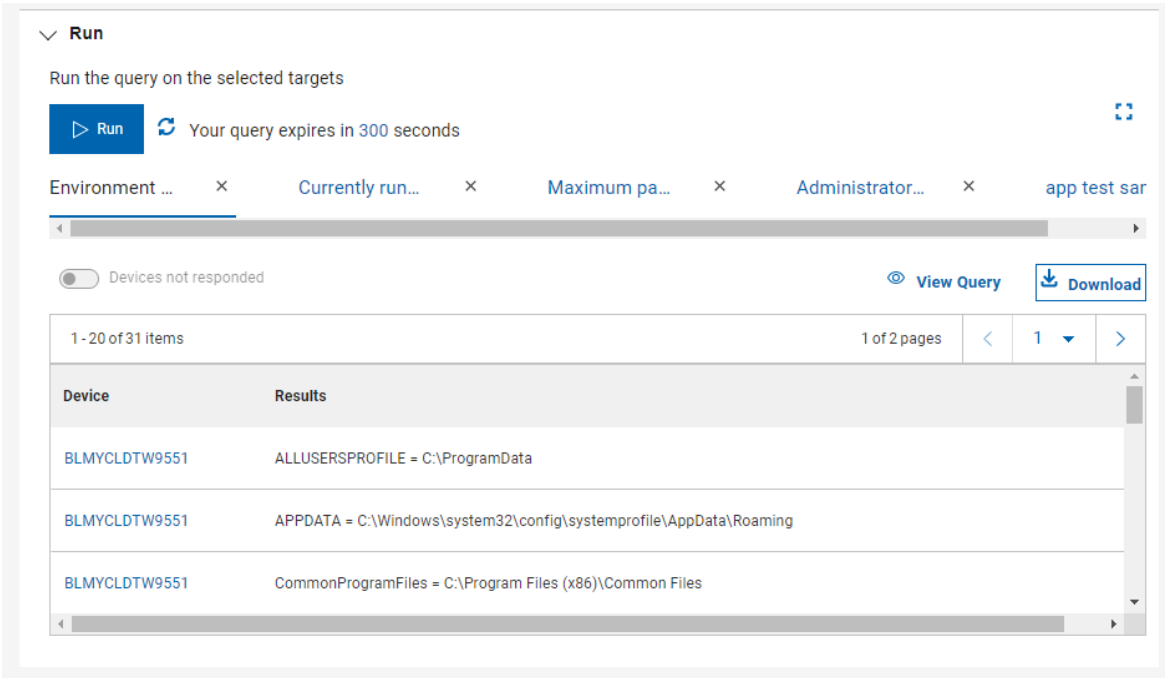 Run
Run the query on the selected targets
Run
Your query expires in 300 seconds
Environment ... × Currently run... × Maximum pa... × Administrator... × app test sar
Devices not responded View Query Download
1 - 20 of 31 items 1 of 2 pages 1
Device Results
BLMYCLDTW9551 ALLUSERSPROFILE = C:\ProgramData
BLMYCLDTW9551 APPDATA = C:\Windows\system32\config\systemprofile\AppData\Roaming
BLMYCLDTW9551 CommonProgramFiles = C:\Program Files (x86)\Common Files